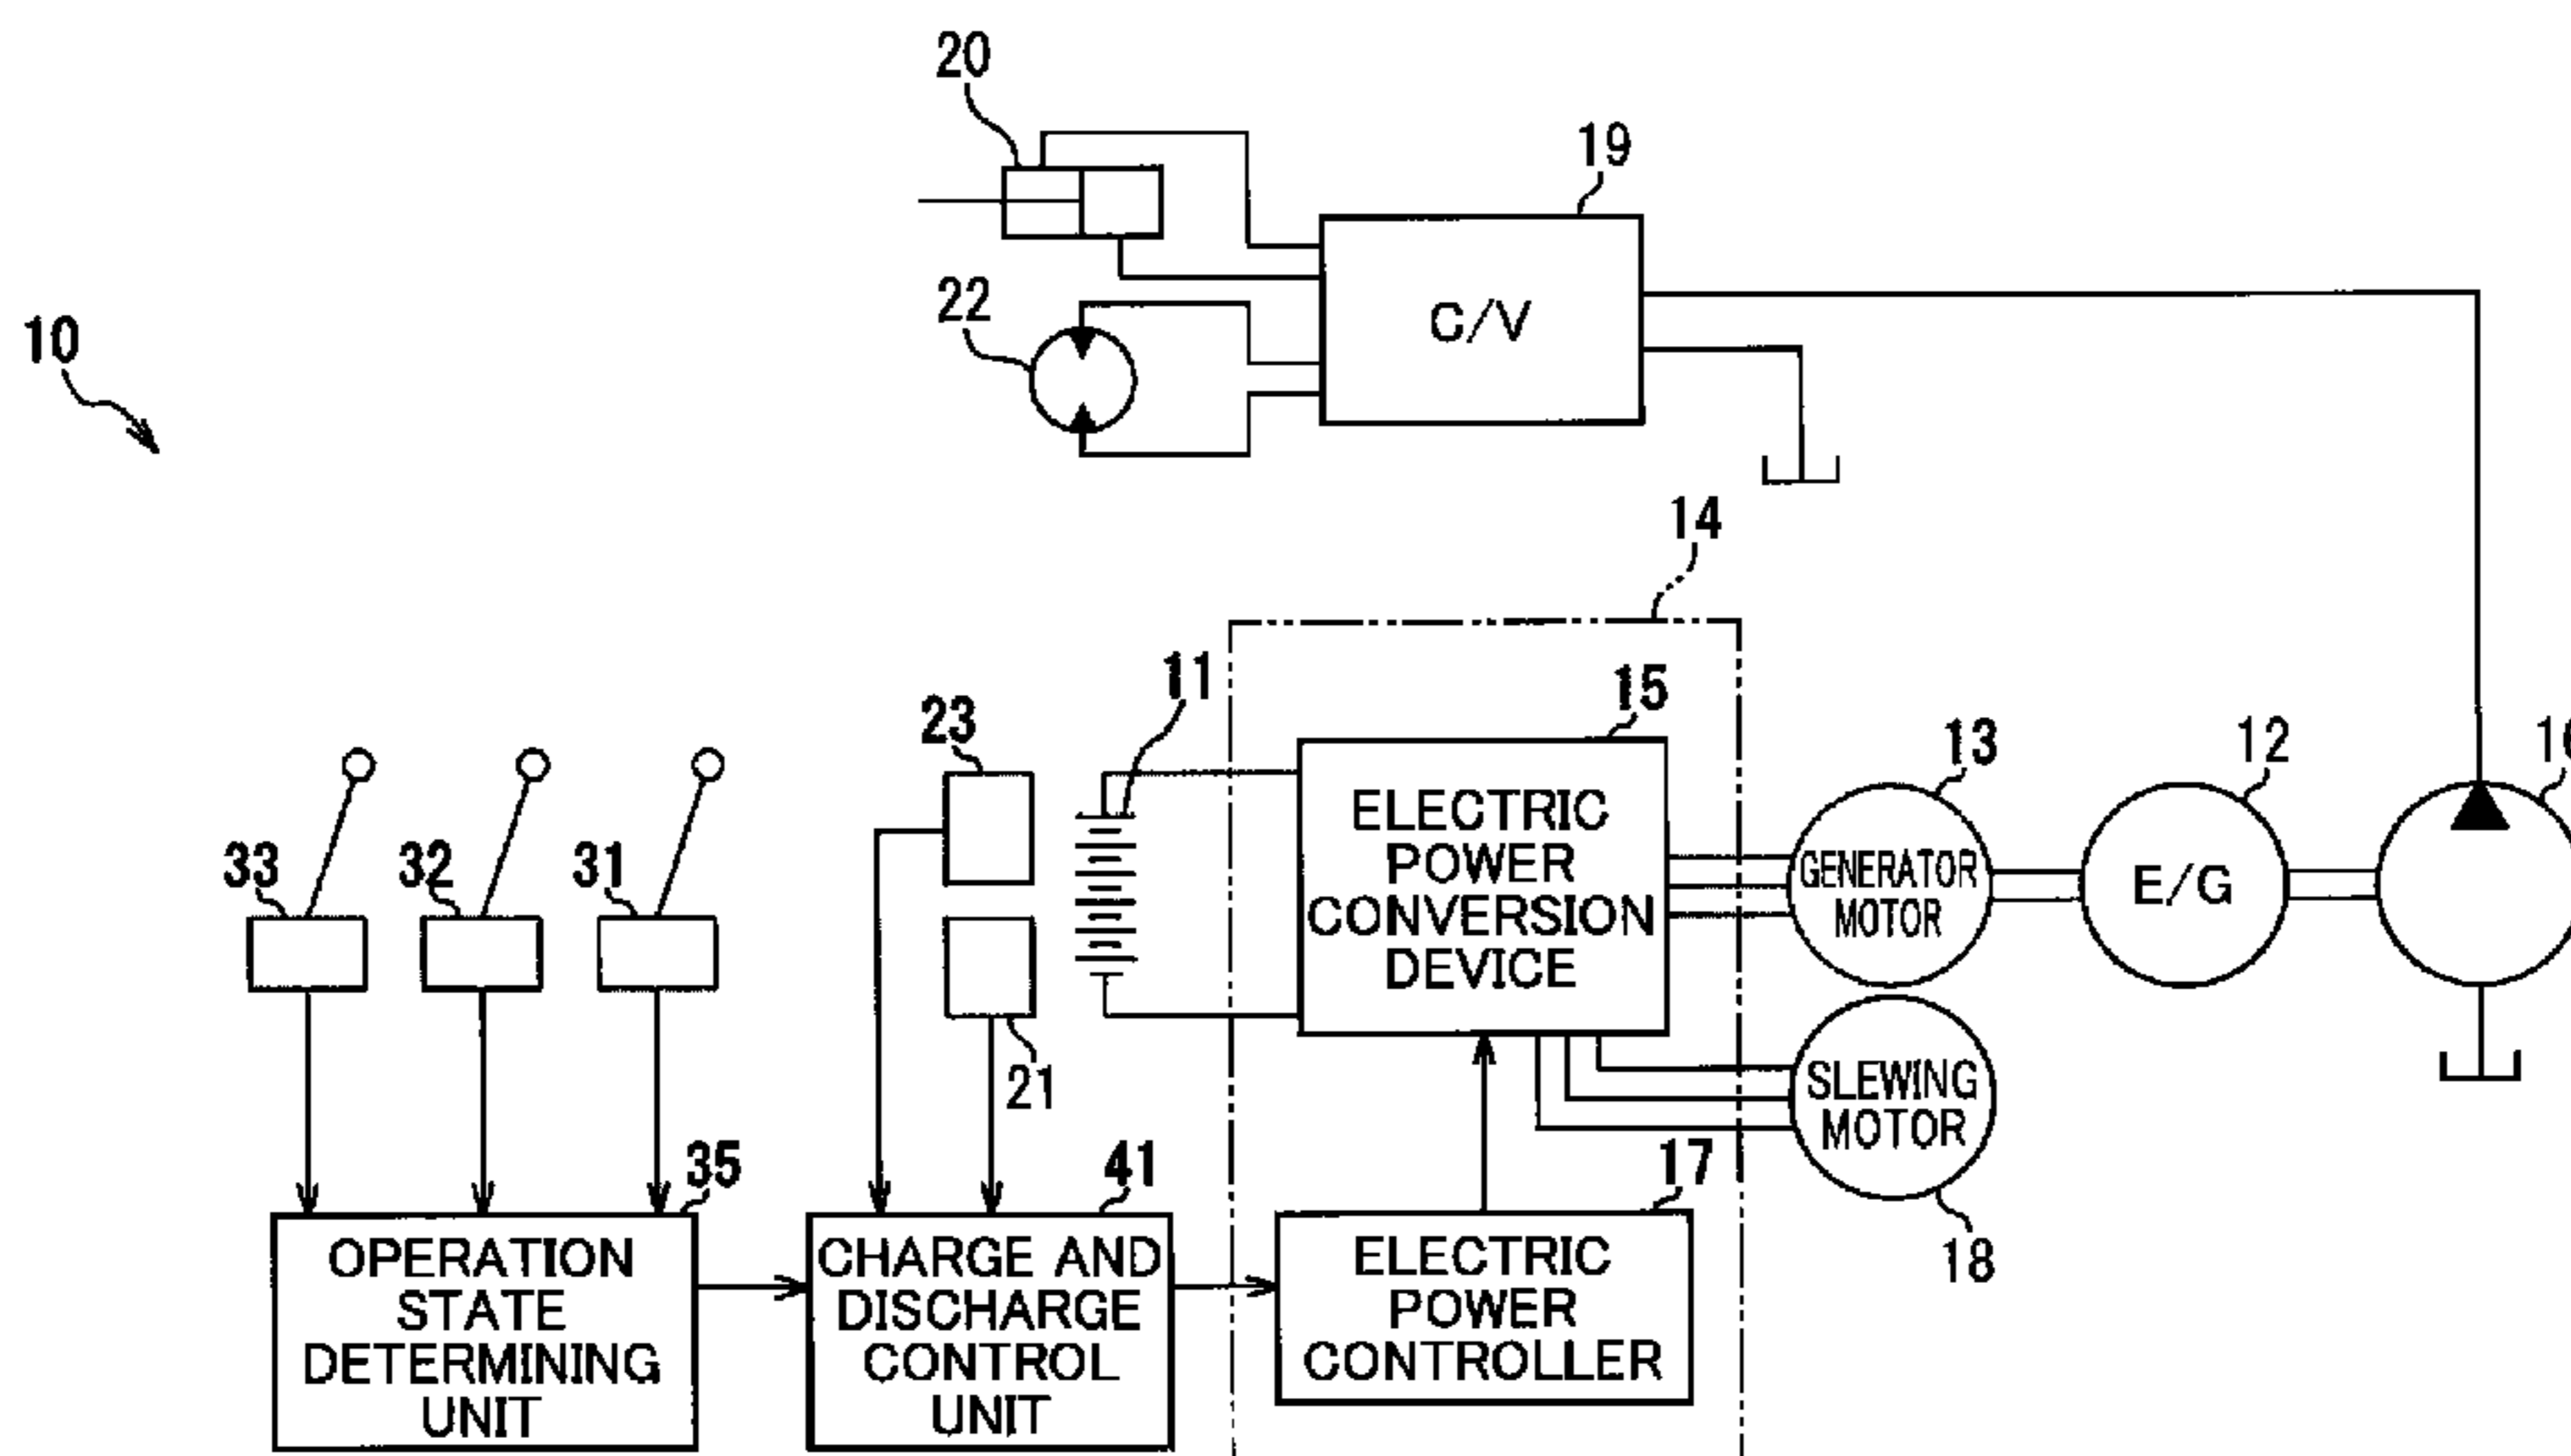 20
19
22
C/V
10
14
11
15
23
13
12
ELECTRIC
POWER
CONVERSION
DEVICE
GENERATOR
MOTOR
E/G
33
32
31
21
SLEWING
MOTOR
35
41
17
18
OPERATION
STATE
DETERMINING
UNIT
CHARGE AND
DISCHARGE
CONTROL
UNIT
ELECTRIC
POWER
CONTROLLER